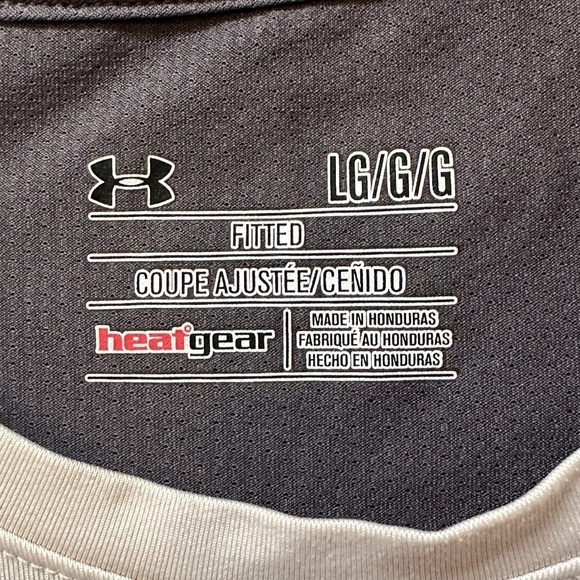 LG/G/G
FITTED
COUPE AJUSTÉE/CEÑIDO
heatgear
MADE IN HONDURAS
FABRIQUÉ AU HONDURAS
HECHO EN HONDURAS